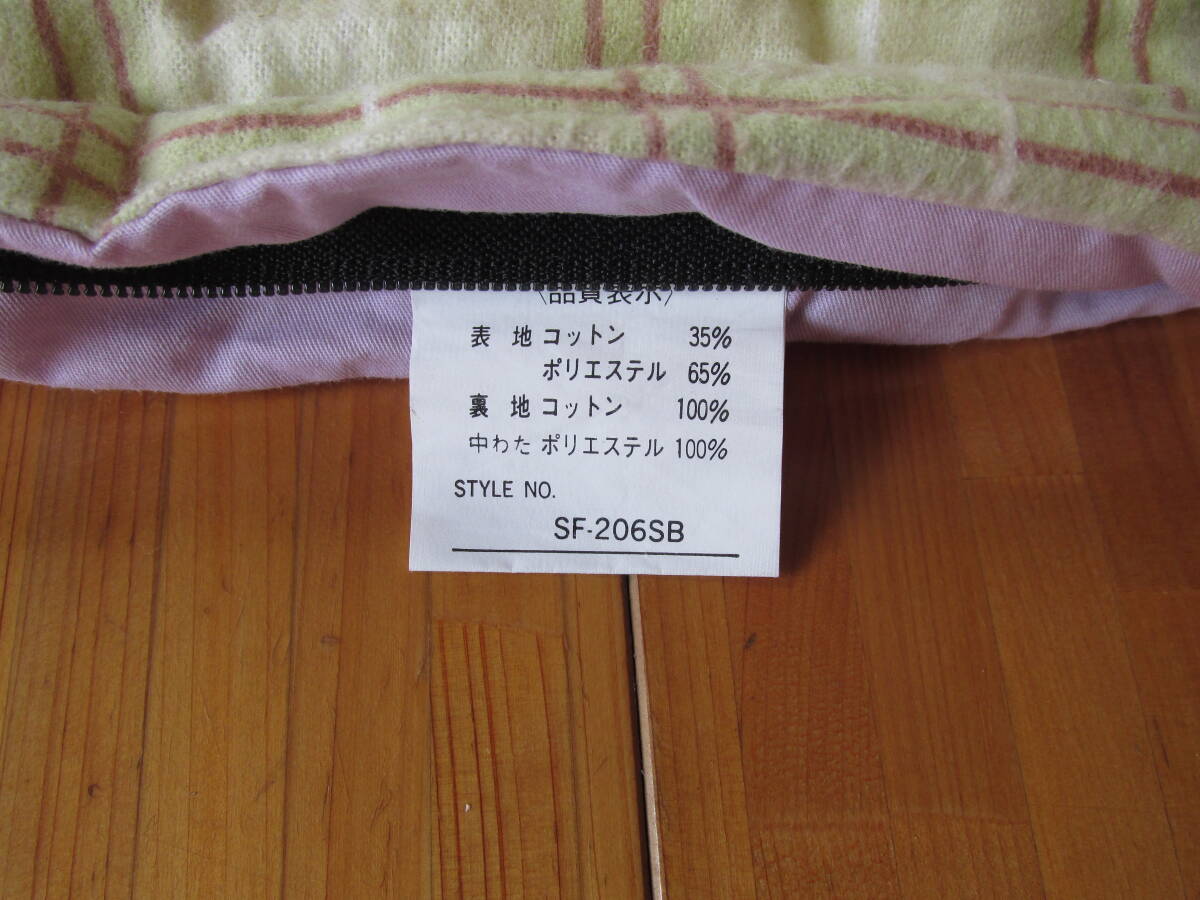 〈品質表示〉
表 地 コットン 35%
ポリエステル 65%
裏 地 コットン 100%
中わた ポリエステル 100%
STYLE NO.
SF-206SB